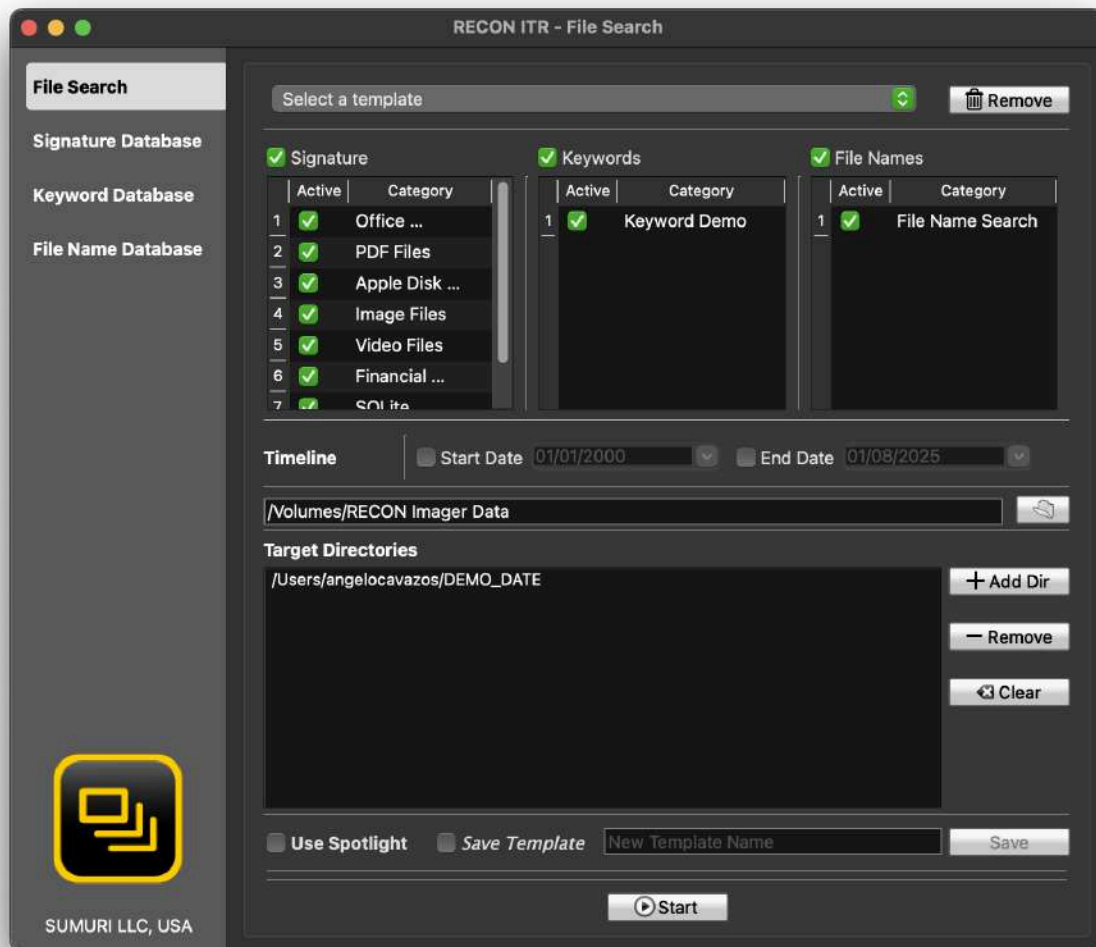 RECON ITR - File Search
File Search
Signature Database
Keyword Database
File Name Database
Select a template
Remove
Signature
Active Category
1 Office ...
2 PDF Files
3 Apple Disk ...
4 Image Files
5 Video Files
6 Financial ...
7 SQLite
Keywords
Active Category
1 Keyword Demo
File Names
Active Category
1 File Name Search
Timeline Start Date 01/01/2000 End Date 01/08/2025
/Volumes/RECON Imager Data
Target Directories
/Users/angelocavazos/DEMO_DATE
Add Dir
Remove
Clear
Use Spotlight Save Template New Template Name Save
Start
SUMURI LLC, USA